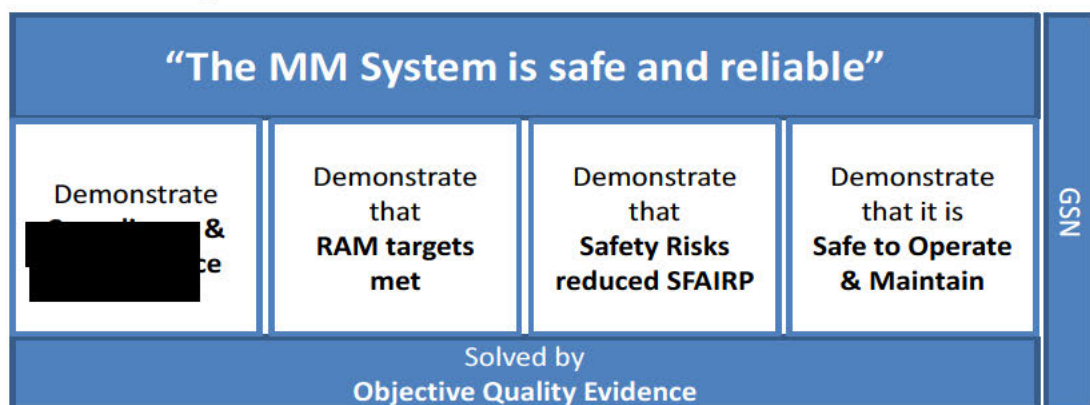 “The MM System is safe and reliable”
Demonstrate
&
ce
Demonstrate
that
RAM targets
met
Demonstrate
that
Safety Risks
reduced SFAIRP
Demonstrate
that it is
Safe to Operate
& Maintain
GSN
Solved by
Objective Quality Evidence